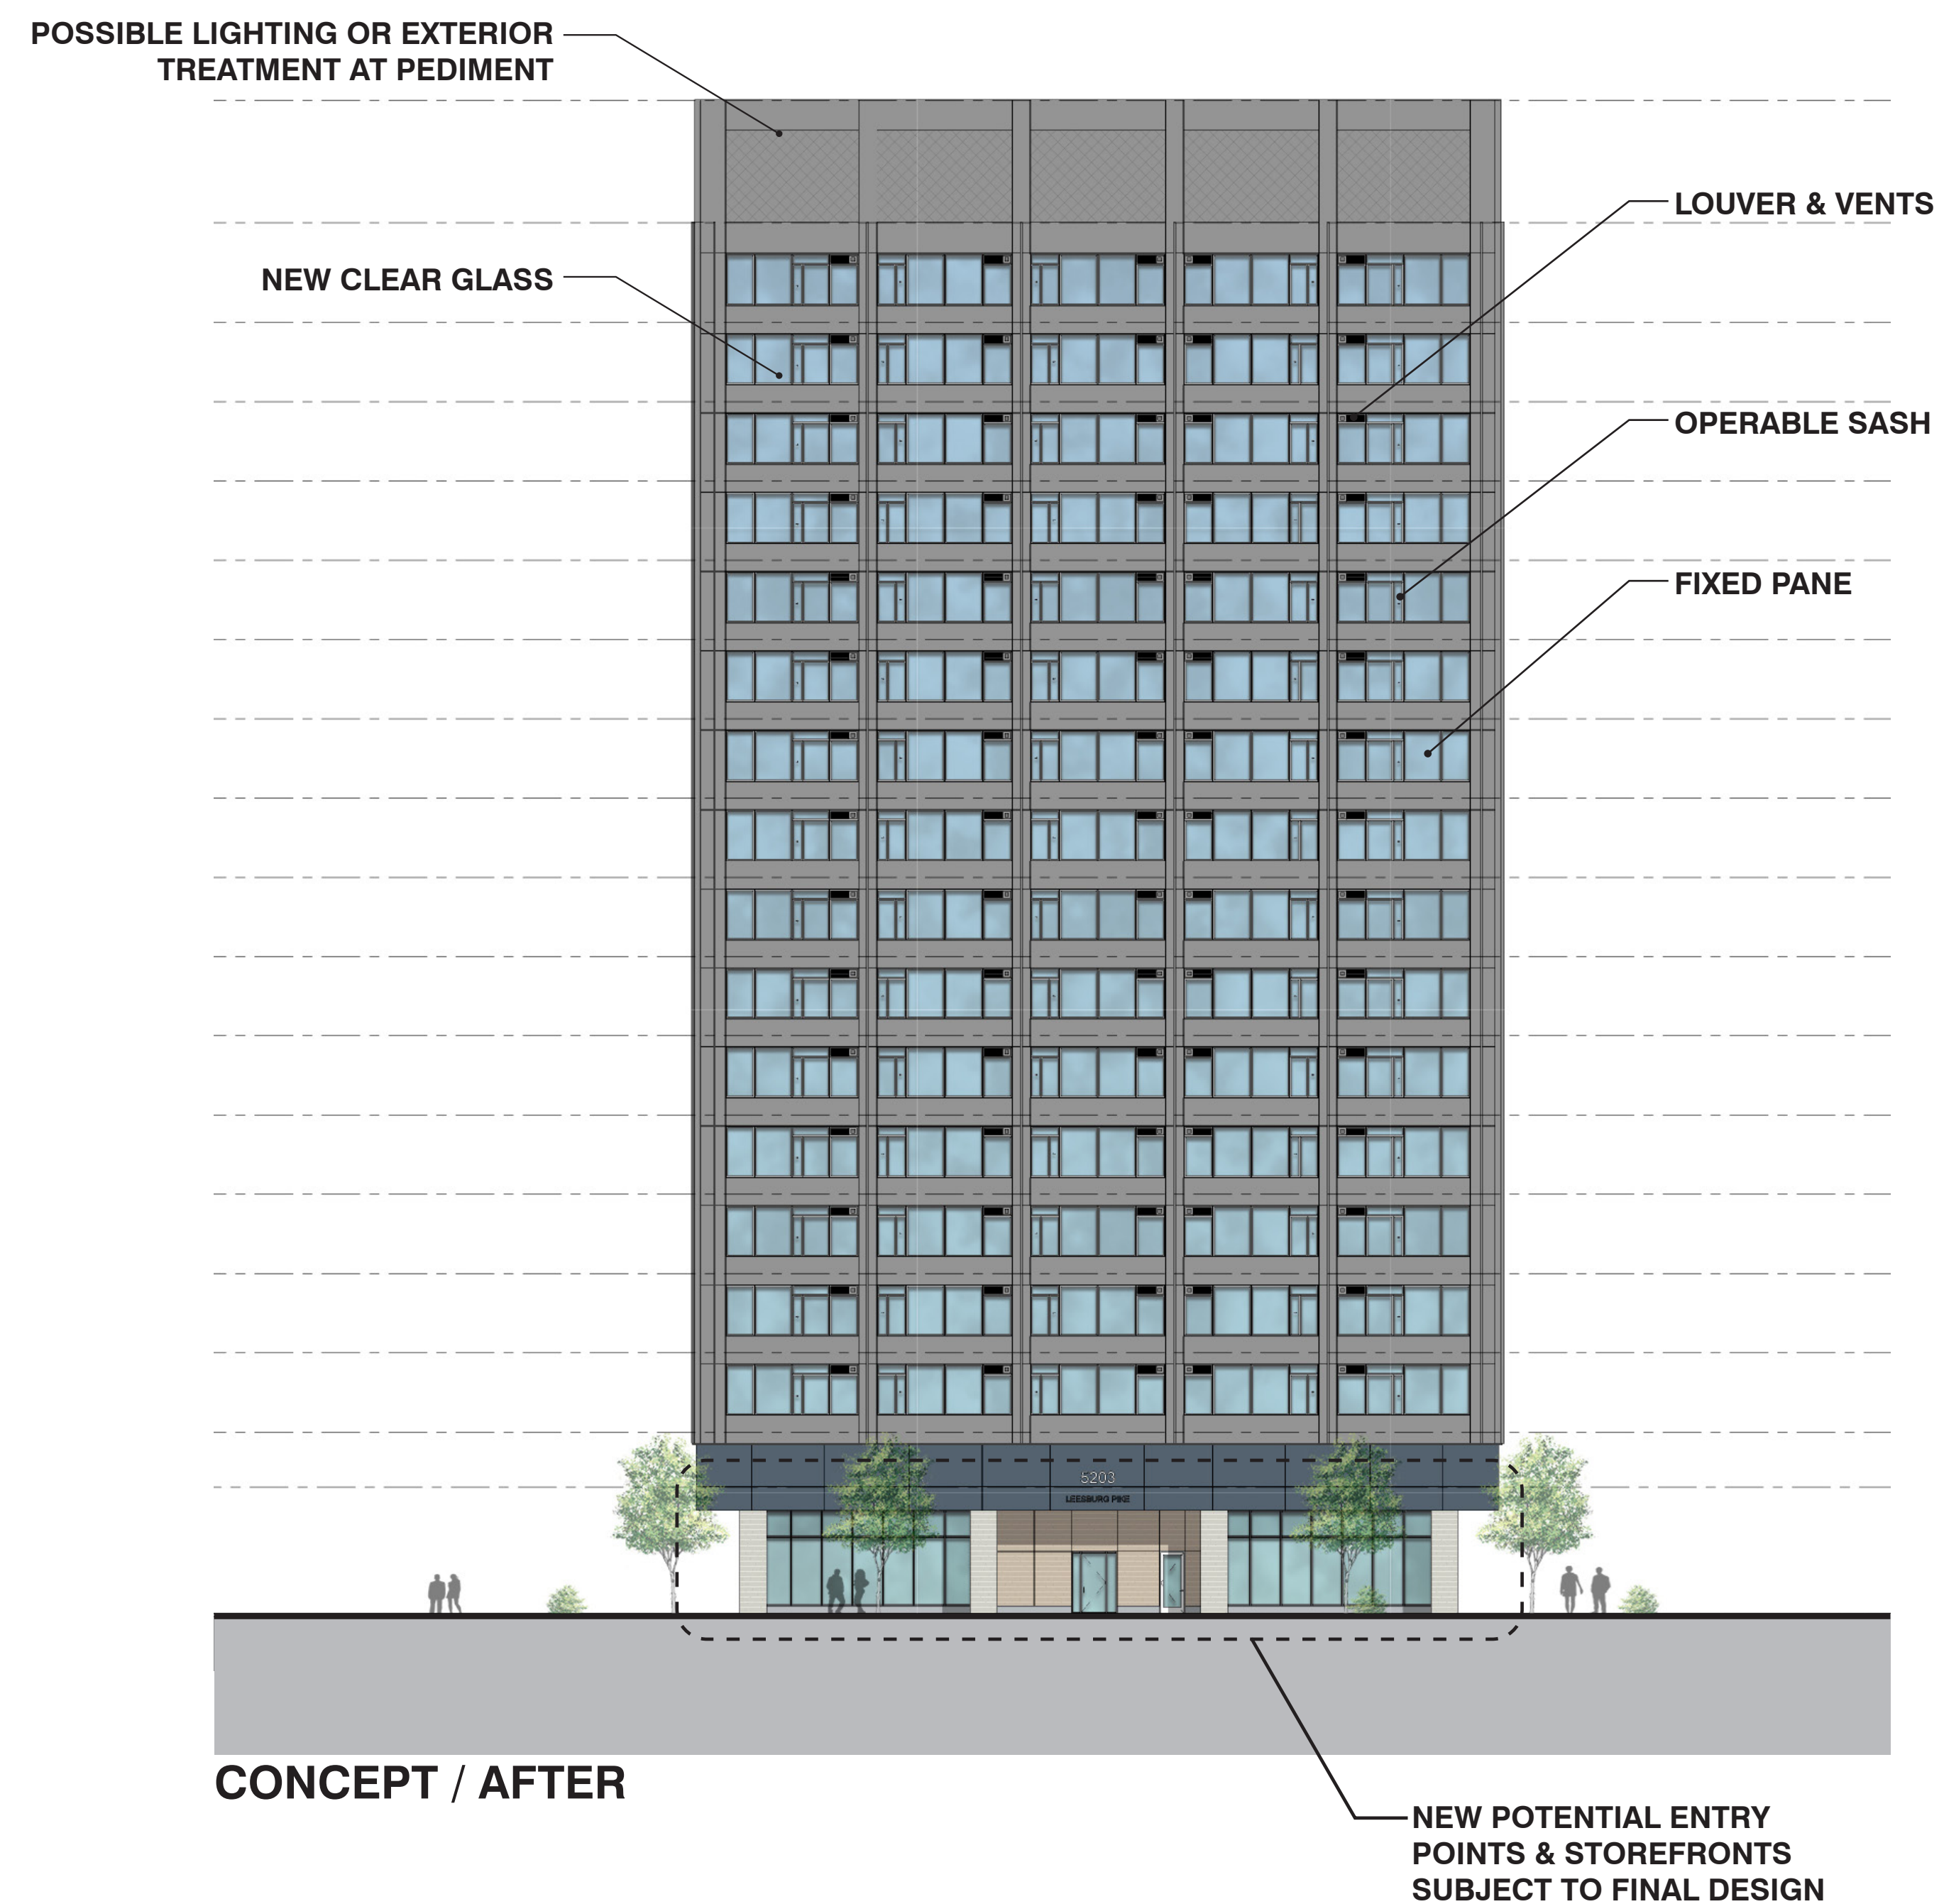 POSSIBLE LIGHTING OR EXTERIOR
TREATMENT AT PEDIMENT
LOUVER & VENTS
NEW CLEAR GLASS
OPERABLE SASH
FIXED PANE
5203
LEESBURG PIKE
CONCEPT / AFTER
NEW POTENTIAL ENTRY
POINTS & STOREFRONTS
SUBJECT TO FINAL DESIGN